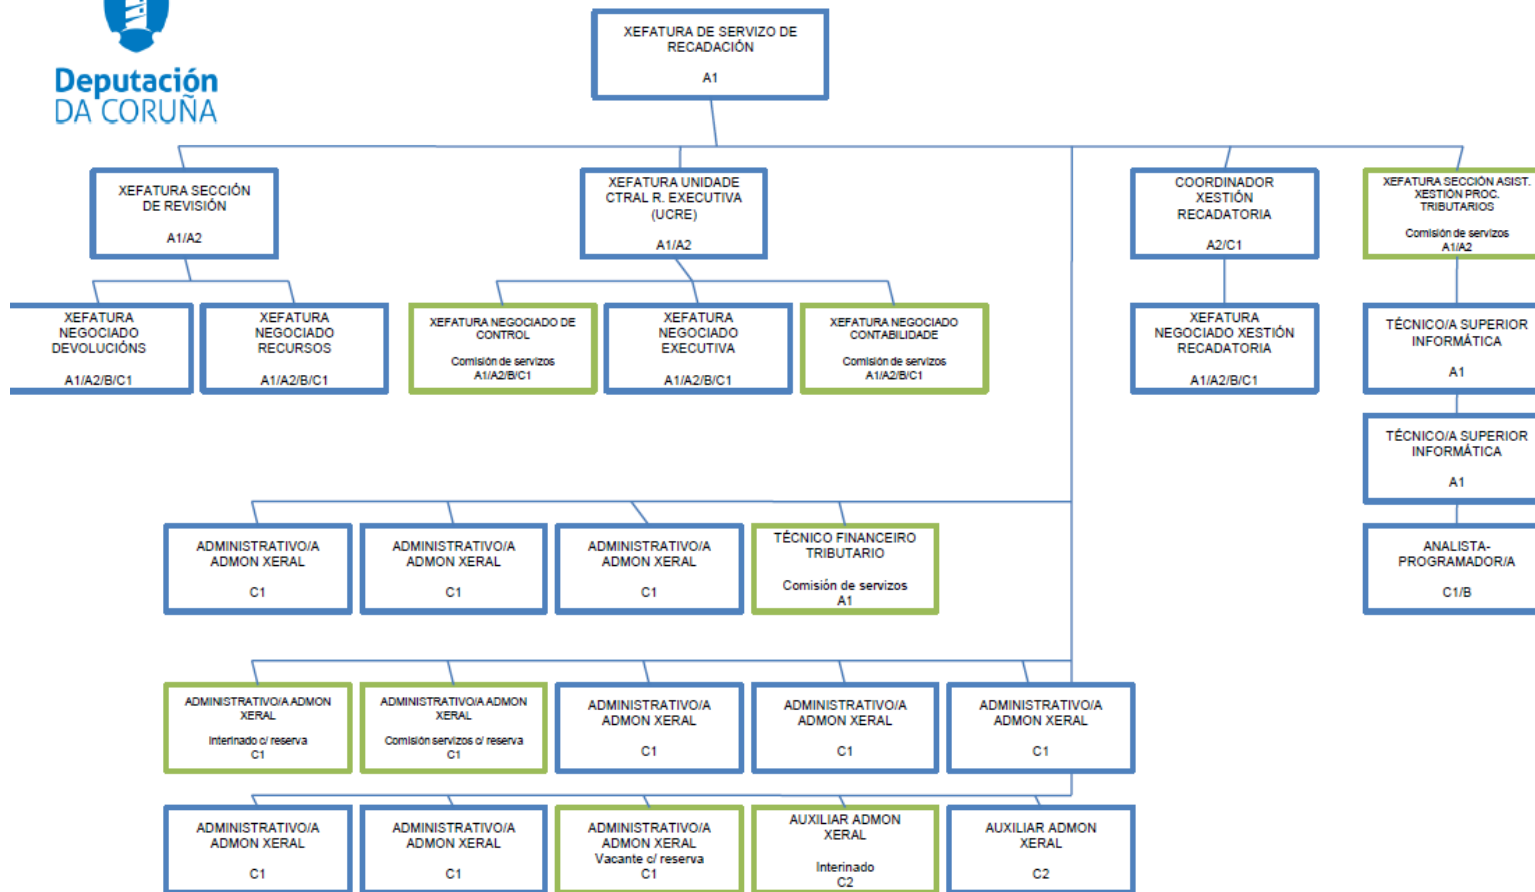 Deputación
DA CORUÑA
XEFATURA DE SERVIZO DE
RECADACIÓN
A1
XEFATURA SECCIÓN
DE REVISIÓN
A1/A2
XEFATURA UNIDADE
CTRAL R. EXECUTIVA
(UCRE)
A1/A2
COORDINADOR
XESTIÓN
RECADATORIA
A2/C1
XEFATURA SECCIÓN ASIST.
XESTIÓN PROC.
TRIBUTARIOS
Comisión de servizos
A1/A2
XEFATURA
NEGOCIADO
DEVOLUCIÓNS
A1/A2/B/C1
XEFATURA
NEGOCIADO
RECURSOS
A1/A2/B/C1
XEFATURA NEGOCIADO DE
CONTROL
Comisión de servizos
A1/A2/B/C1
XEFATURA
NEGOCIADO
EXECUTIVA
A1/A2/B/C1
XEFATURA NEGOCIADO
CONTABILIDADE
Comisión de servizos
A1/A2/B/C1
XEFATURA
NEGOCIADO XESTIÓN
RECADATORIA
A1/A2/B/C1
TÉCNICO/A SUPERIOR
INFORMÁTICA
A1
TÉCNICO/A SUPERIOR
INFORMÁTICA
A1
ADMINISTRATIVO/A
ADMON XERAL
C1
ADMINISTRATIVO/A
ADMON XERAL
C1
ADMINISTRATIVO/A
ADMON XERAL
C1
TÉCNICO FINANCEIRO
TRIBUTARIO
Comisión de servizos
A1
ANALISTA-
PROGRAMADOR/A
C1/B
ADMINISTRATIVO/A ADMON
XERAL
Interinado c/ reserva
C1
ADMINISTRATIVO/A ADMON
XERAL
Comisión servizos c/ reserva
C1
ADMINISTRATIVO/A
ADMON XERAL
C1
ADMINISTRATIVO/A
ADMON XERAL
C1
ADMINISTRATIVO/A
ADMON XERAL
C1
ADMINISTRATIVO/A
ADMON XERAL
C1
ADMINISTRATIVO/A
ADMON XERAL
C1
ADMINISTRATIVO/A
ADMON XERAL
Vacante c/ reserva
C1
AUXILIAR ADMON
XERAL
Interinado
C2
AUXILIAR ADMON
XERAL
C2